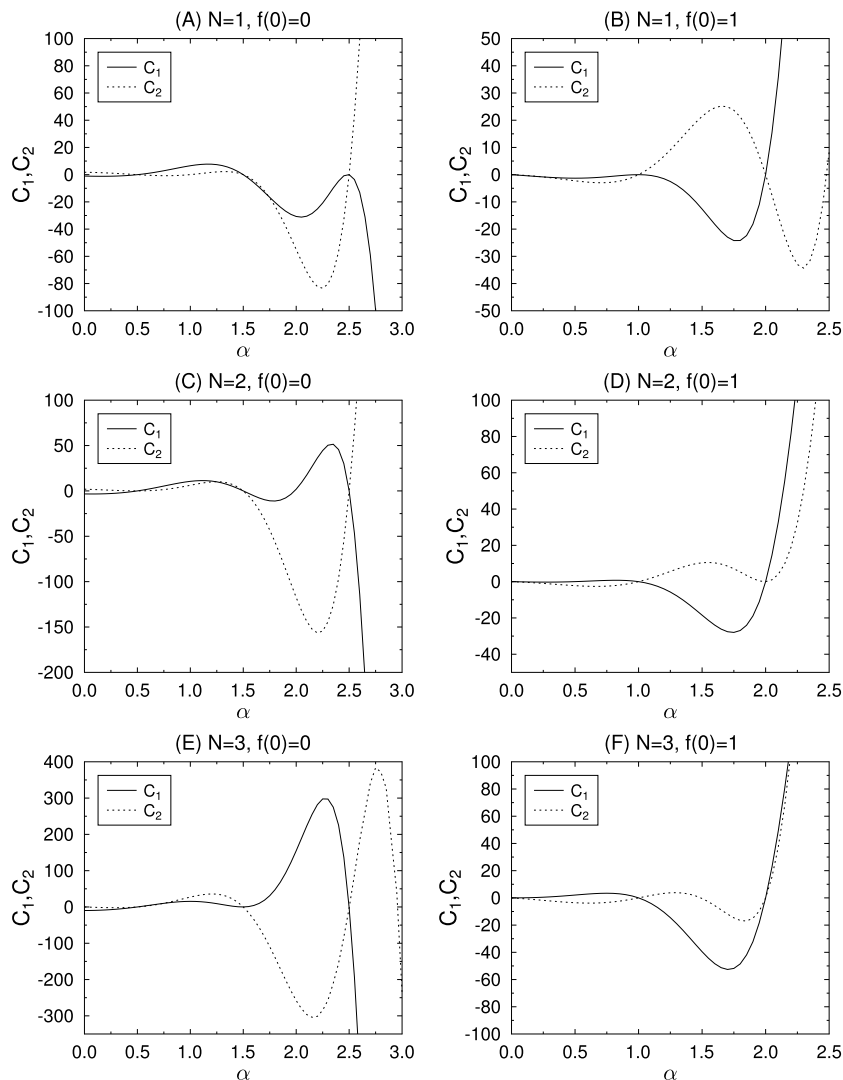 (A) N=1, f(0)=0
C₁,C₂
100
80
60
40
20
0
-20
-40
-60
-80
-100
C₁
C₂
0.0 0.5 1.0 1.5 2.0 2.5 3.0
α
(B) N=1, f(0)=1
C₁,C₂
50
40
30
20
10
0
-10
-20
-30
-40
-50
C₁
C₂
0.0 0.5 1.0 1.5 2.0 2.5
α
(C) N=2, f(0)=0
C₁,C₂
100
50
0
-50
-100
-150
-200
C₁
C₂
0.0 0.5 1.0 1.5 2.0 2.5 3.0
α
(D) N=2, f(0)=1
C₁,C₂
100
80
60
40
20
0
-20
-40
C₁
C₂
0.0 0.5 1.0 1.5 2.0 2.5
α
(E) N=3, f(0)=0
C₁,C₂
400
300
200
100
0
-100
-200
-300
C₁
C₂
0.0 0.5 1.0 1.5 2.0 2.5 3.0
α
(F) N=3, f(0)=1
C₁,C₂
100
80
60
40
20
0
-20
-40
-60
-80
-100
C₁
C₂
0.0 0.5 1.0 1.5 2.0 2.5
α